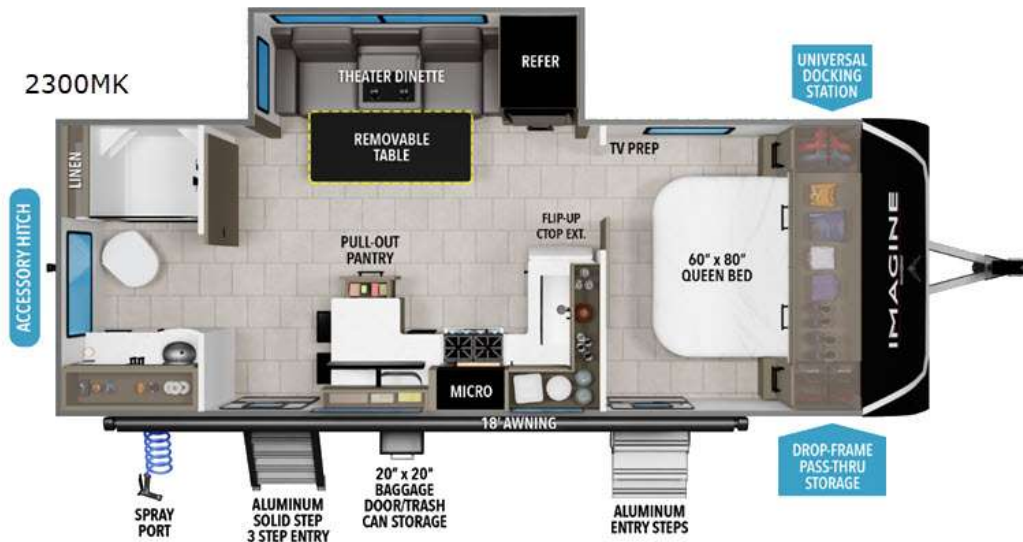 2300MK
THEATER DINETTE
REFER
UNIVERSAL
DOCKING
STATION
REMOVABLE
TABLE
TV PREP
LINEN
ACCESSORY HITCH
PULL-OUT
PANTRY
FLIP-UP
CTOP EXT.
60" x 80"
QUEEN BED
IMAGINE
MICRO
18' AWNING
SPRAY
PORT
ALUMINUM
SOLID STEP
3 STEP ENTRY
20" x 20"
BAGGAGE
DOOR/TRASH
CAN STORAGE
ALUMINUM
ENTRY STEPS
DROP-FRAME
PASS-THRU
STORAGE